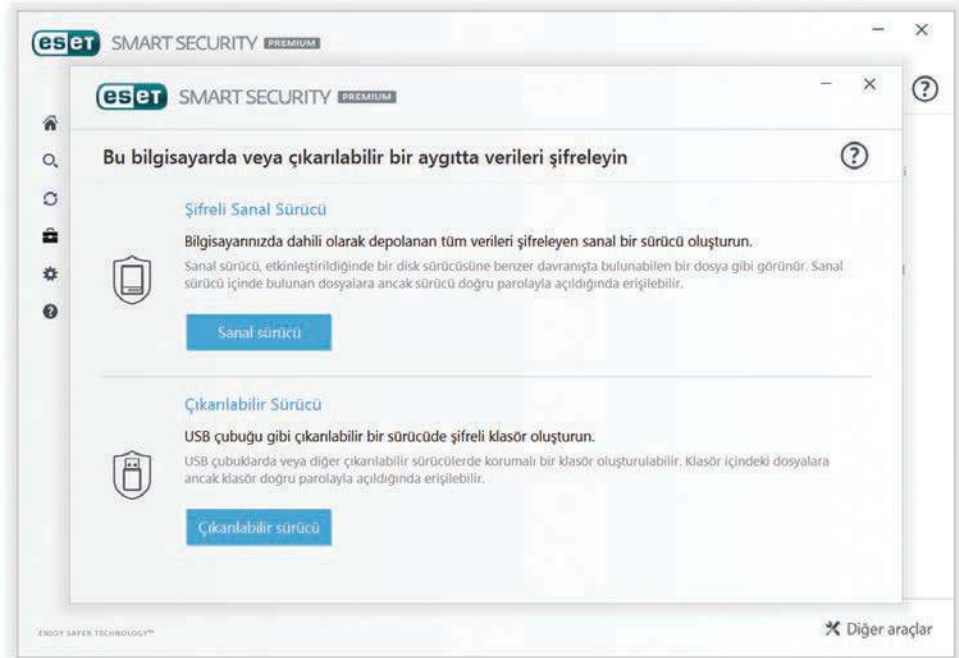 eset SMART SECURITY PREMIUM
eset SMART SECURITY PREMIUM
Bu bilgisayarda veya çıkarılabilir bir aygıtta verileri şifreleyin
Şifreli Sanal Sürücü
Bilgisayarınızda dahili olarak depolanan tüm verileri şifreleyen sanal bir sürücü oluşturun.
Sanal sürücü, etkinleştirildiğinde bir disk sürücüsüne benzer davranışta bulunabilen bir dosya gibi görünür. Sanal
sürücü içinde bulunan dosyalara ancak sürücü doğru parolayla açıldığında erişilebilir.
Sanal sürücü
Çıkarılabilir Sürücü
USB çubuğu gibi çıkarılabilir bir sürücüde şifreli klasör oluşturun.
USB çubuklarda veya diğer çıkarılabilir sürücülerde korumalı bir klasör oluşturulabilir. Klasör içindeki dosyalara
ancak klasör doğru parolayla açıldığında erişilebilir.
Çıkarılabilir sürücü
ENJOY SAFER TECHNOLOGY™
Diğer araçlar